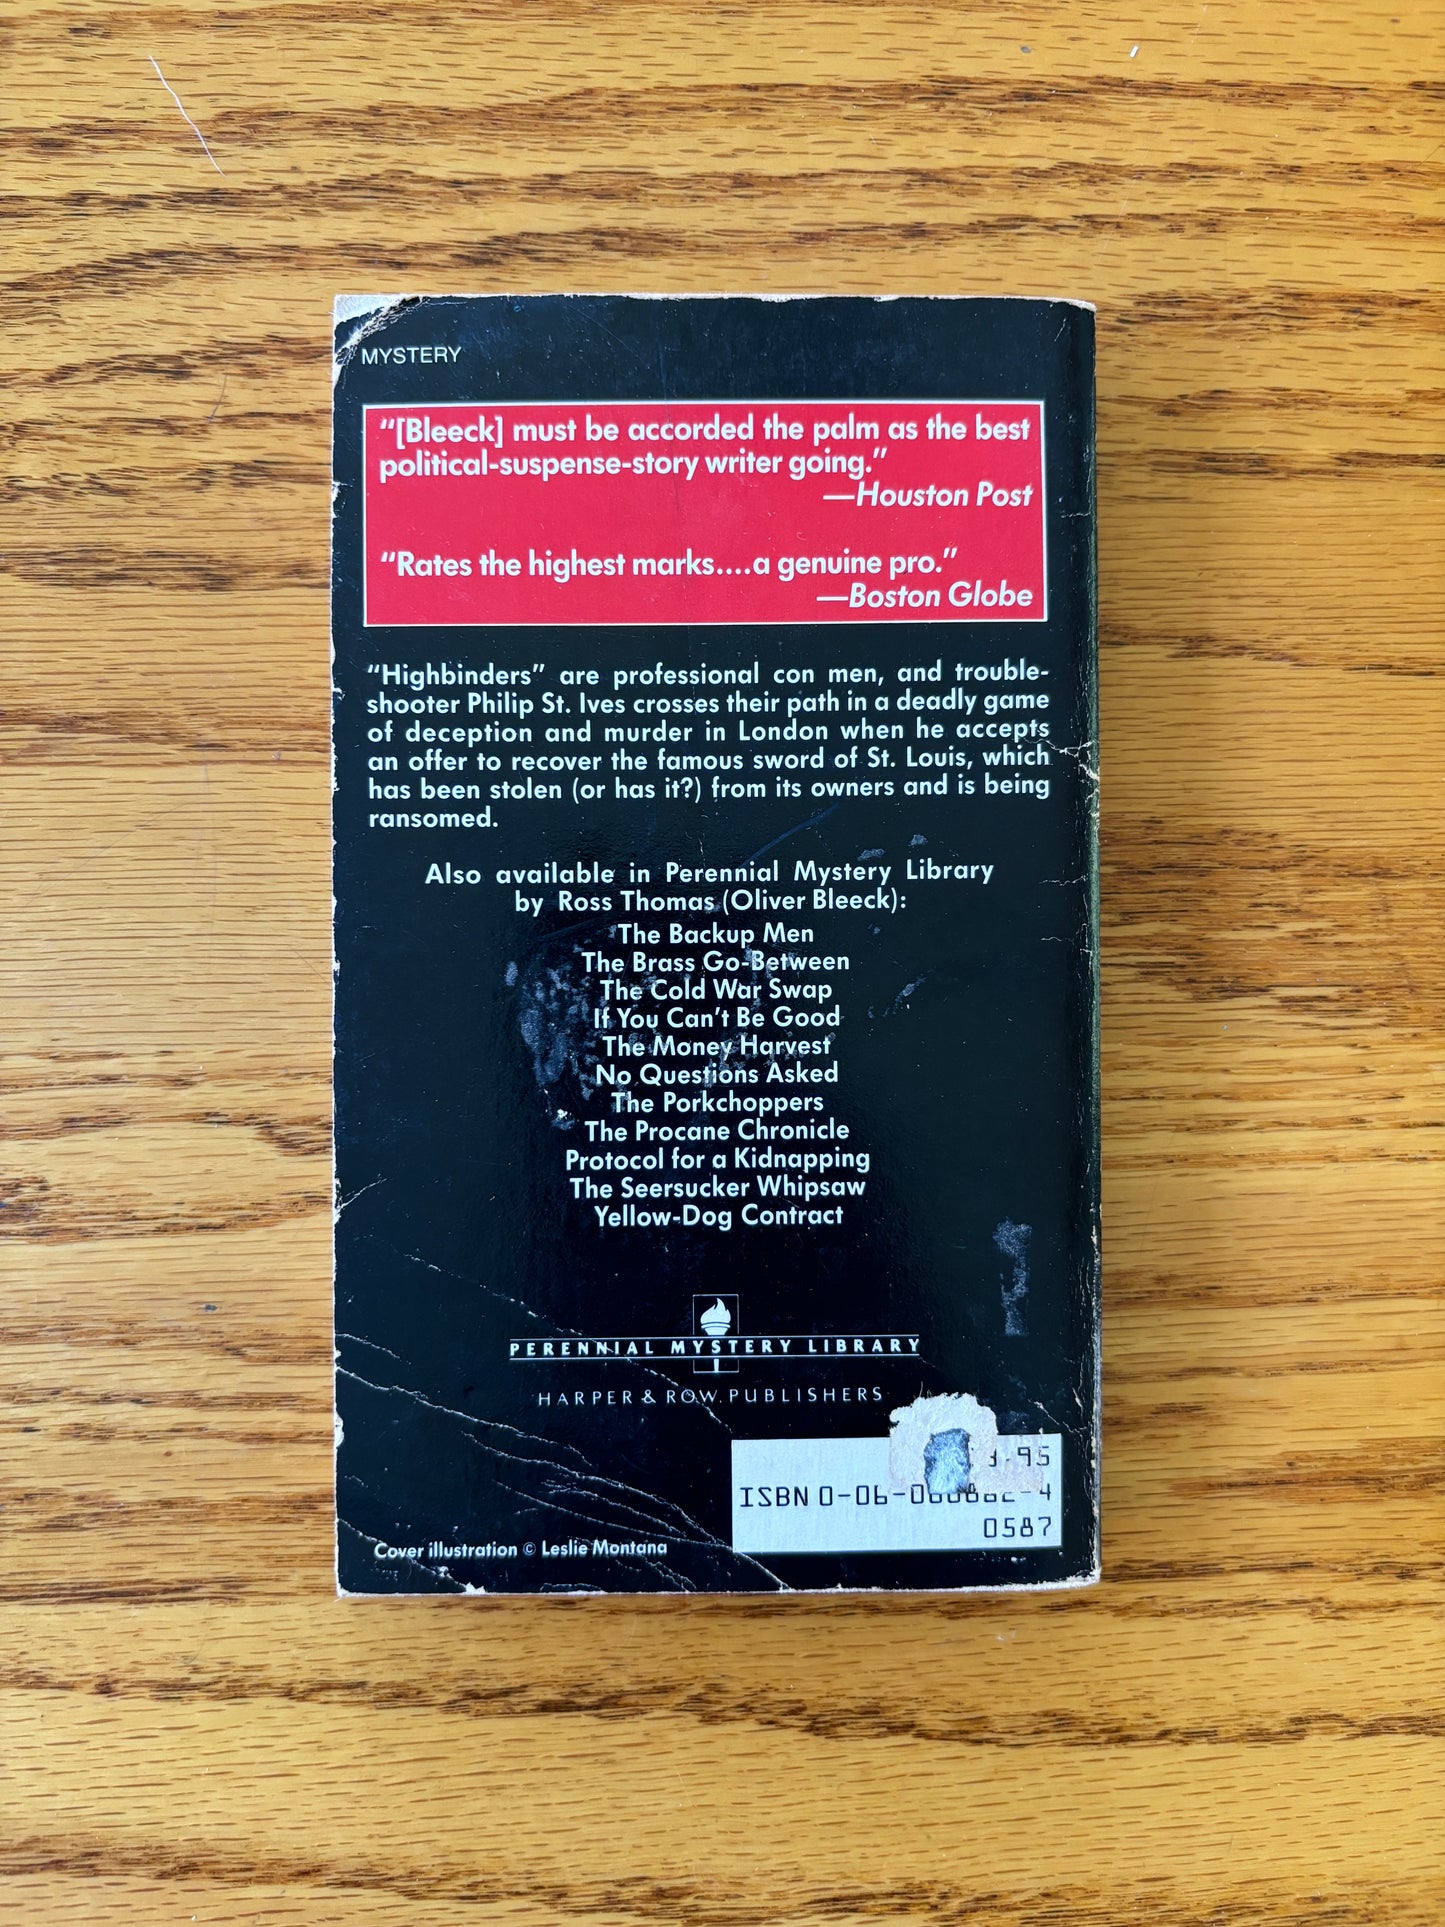 MYSTERY
“[Bleeck] must be accorded the palm as the best
political-suspense-story writer going.”
—Houston Post
“Rates the highest marks....a genuine pro.”
—Boston Globe
“Highbinders” are professional con men, and trouble-
shooter Philip St. Ives crosses their path in a deadly game
of deception and murder in London when he accepts
an offer to recover the famous sword of St. Louis, which
has been stolen (or has it?) from its owners and is being
ransomed.
Also available in Perennial Mystery Library
by Ross Thomas (Oliver Bleeck):
The Backup Men
The Brass Go-Between
The Cold War Swap
If You Can’t Be Good
The Money Harvest
No Questions Asked
The Porkchoppers
The Procane Chronicle
Protocol for a Kidnapping
The Seersucker Whipsaw
Yellow-Dog Contract
PERENNIAL MYSTERY LIBRARY
HARPER & ROW, PUBLISHERS
ISBN
0587
Cover illustration © Leslie Montana